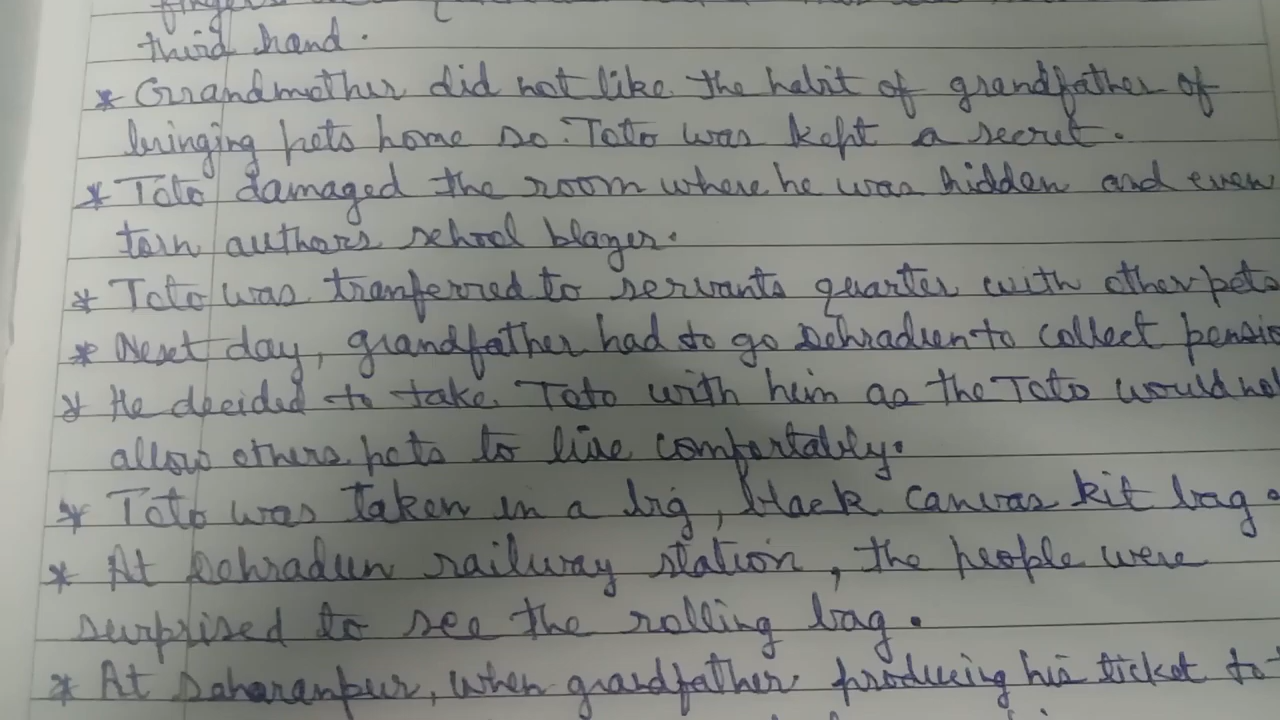 third hand.
* Grandmother did not like the habit of grandfather of
bringing pets home so Toto was kept a secret.
* Toto damaged the room where he was hidden and even
torn authors school blazer.
* Toto was tranferred to servants quarter with other pets
* Next day, grandfather had to go Dehradun to collect pensio
* He decided to take Toto with him as the Toto would not
allow others pets to live comfortably.
* Toto was taken in a big, black canvas kit bag.
* At Dehradun railway station, the people were
surprised to see the rolling bag.
* At Saharanpur, when grandfather producing his ticket to